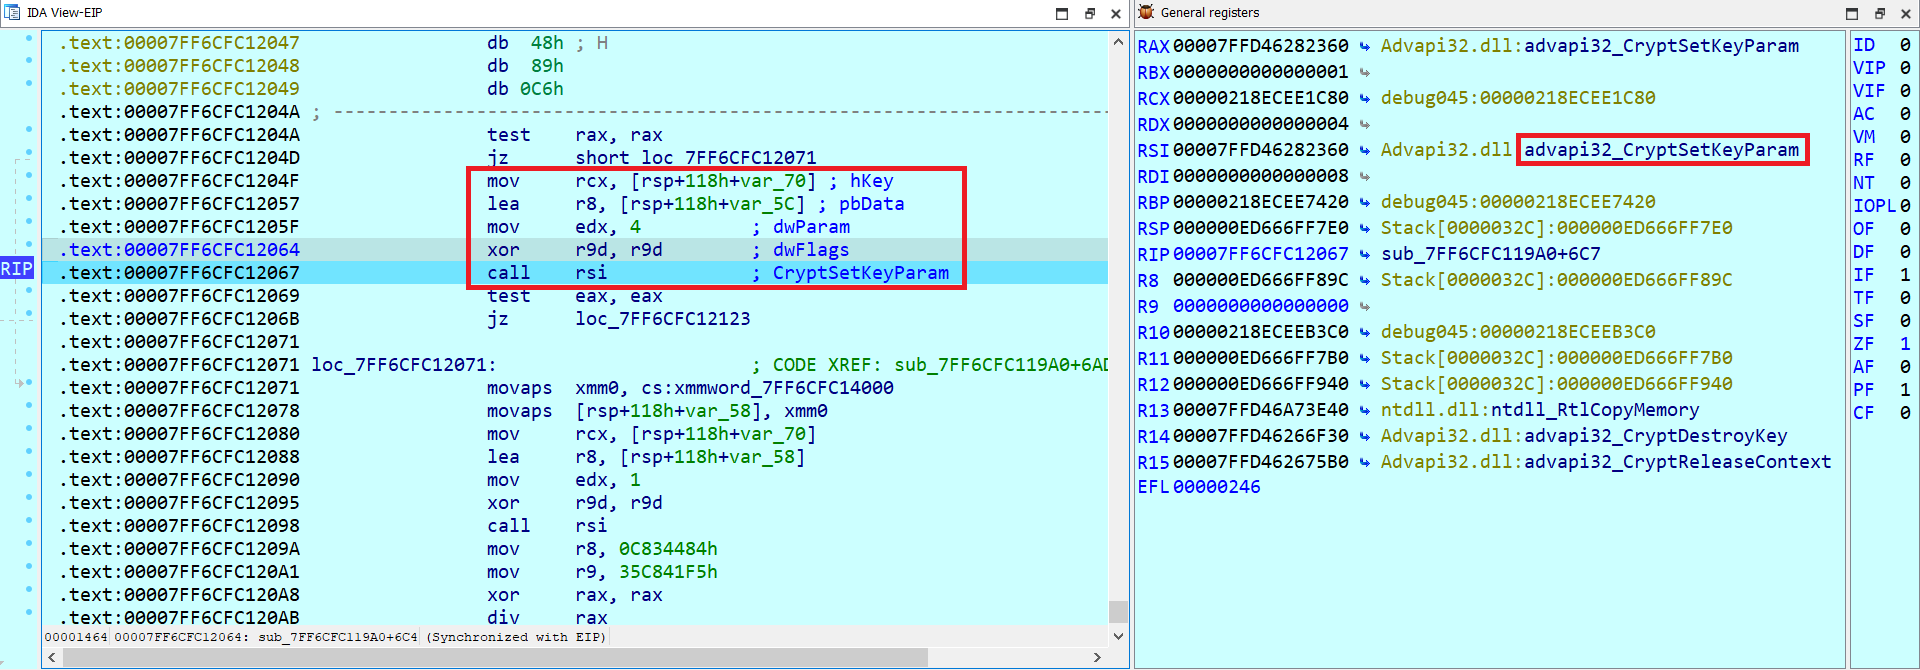 IDA View-EIP
.text:00007FF6CFC12047 db 48h ; H
.text:00007FF6CFC12048 db 89h
.text:00007FF6CFC12049 db 0C6h
.text:00007FF6CFC1204A ; ---------------------------------------------------------------------------
.text:00007FF6CFC1204A test rax, rax
.text:00007FF6CFC1204D jz short loc_7FF6CFC12071
.text:00007FF6CFC1204F mov rcx, [rsp+118h+var_70] ; hKey
.text:00007FF6CFC12057 lea r8, [rsp+118h+var_5C] ; pbData
.text:00007FF6CFC1205F mov edx, 4 ; dwParam
.text:00007FF6CFC12064 xor r9d, r9d ; dwFlags
RIP
.text:00007FF6CFC12067 call rsi ; CryptSetKeyParam
.text:00007FF6CFC12069 test eax, eax
.text:00007FF6CFC1206B jz loc_7FF6CFC12123
.text:00007FF6CFC12071
.text:00007FF6CFC12071 loc_7FF6CFC12071: ; CODE XREF: sub_7FF6CFC119A0+6AD
.text:00007FF6CFC12071 movaps xmm0, cs:xmmword_7FF6CFC14000
.text:00007FF6CFC12078 movaps [rsp+118h+var_58], xmm0
.text:00007FF6CFC12080 mov rcx, [rsp+118h+var_70]
.text:00007FF6CFC12088 lea r8, [rsp+118h+var_58]
.text:00007FF6CFC12090 mov edx, 1
.text:00007FF6CFC12095 xor r9d, r9d
.text:00007FF6CFC12098 call rsi
.text:00007FF6CFC1209A mov r8, 0C834484h
.text:00007FF6CFC120A1 mov r9, 35C841F5h
.text:00007FF6CFC120A8 xor rax, rax
.text:00007FF6CFC120AB div rax
00001464 00007FF6CFC12064: sub_7FF6CFC119A0+6C4 (Synchronized with EIP)
General registers
RAX 00007FFD46282360 Advapi32.dll:advapi32_CryptSetKeyParam
RBX 0000000000000001
RCX 00000218ECEE1C80 debug045:00000218ECEE1C80
RDX 0000000000000004
RSI 00007FFD46282360 Advapi32.dll advapi32_CryptSetKeyParam
RDI 0000000000000008
RBP 00000218ECEE7420 debug045:00000218ECEE7420
RSP 000000ED666FF7E0 Stack[0000032C]:000000ED666FF7E0
RIP 00007FF6CFC12067 sub_7FF6CFC119A0+6C7
R8 000000ED666FF89C Stack[0000032C]:000000ED666FF89C
R9 0000000000000000
R10 00000218ECEEB3C0 debug045:00000218ECEEB3C0
R11 000000ED666FF7B0 Stack[0000032C]:000000ED666FF7B0
R12 000000ED666FF940 Stack[0000032C]:000000ED666FF940
R13 00007FFD46A73E40 ntdll.dll:ntdll_RtlCopyMemory
R14 00007FFD46266F30 Advapi32.dll:advapi32_CryptDestroyKey
R15 00007FFD462675B0 Advapi32.dll:advapi32_CryptReleaseContext
EFL 00000246
ID 0
VIP 0
VIF 0
AC 0
VM 0
RF 0
NT 0
IOPL 0
OF 0
DF 0
IF 1
TF 0
SF 0
ZF 1
AF 0
PF 1
CF 0